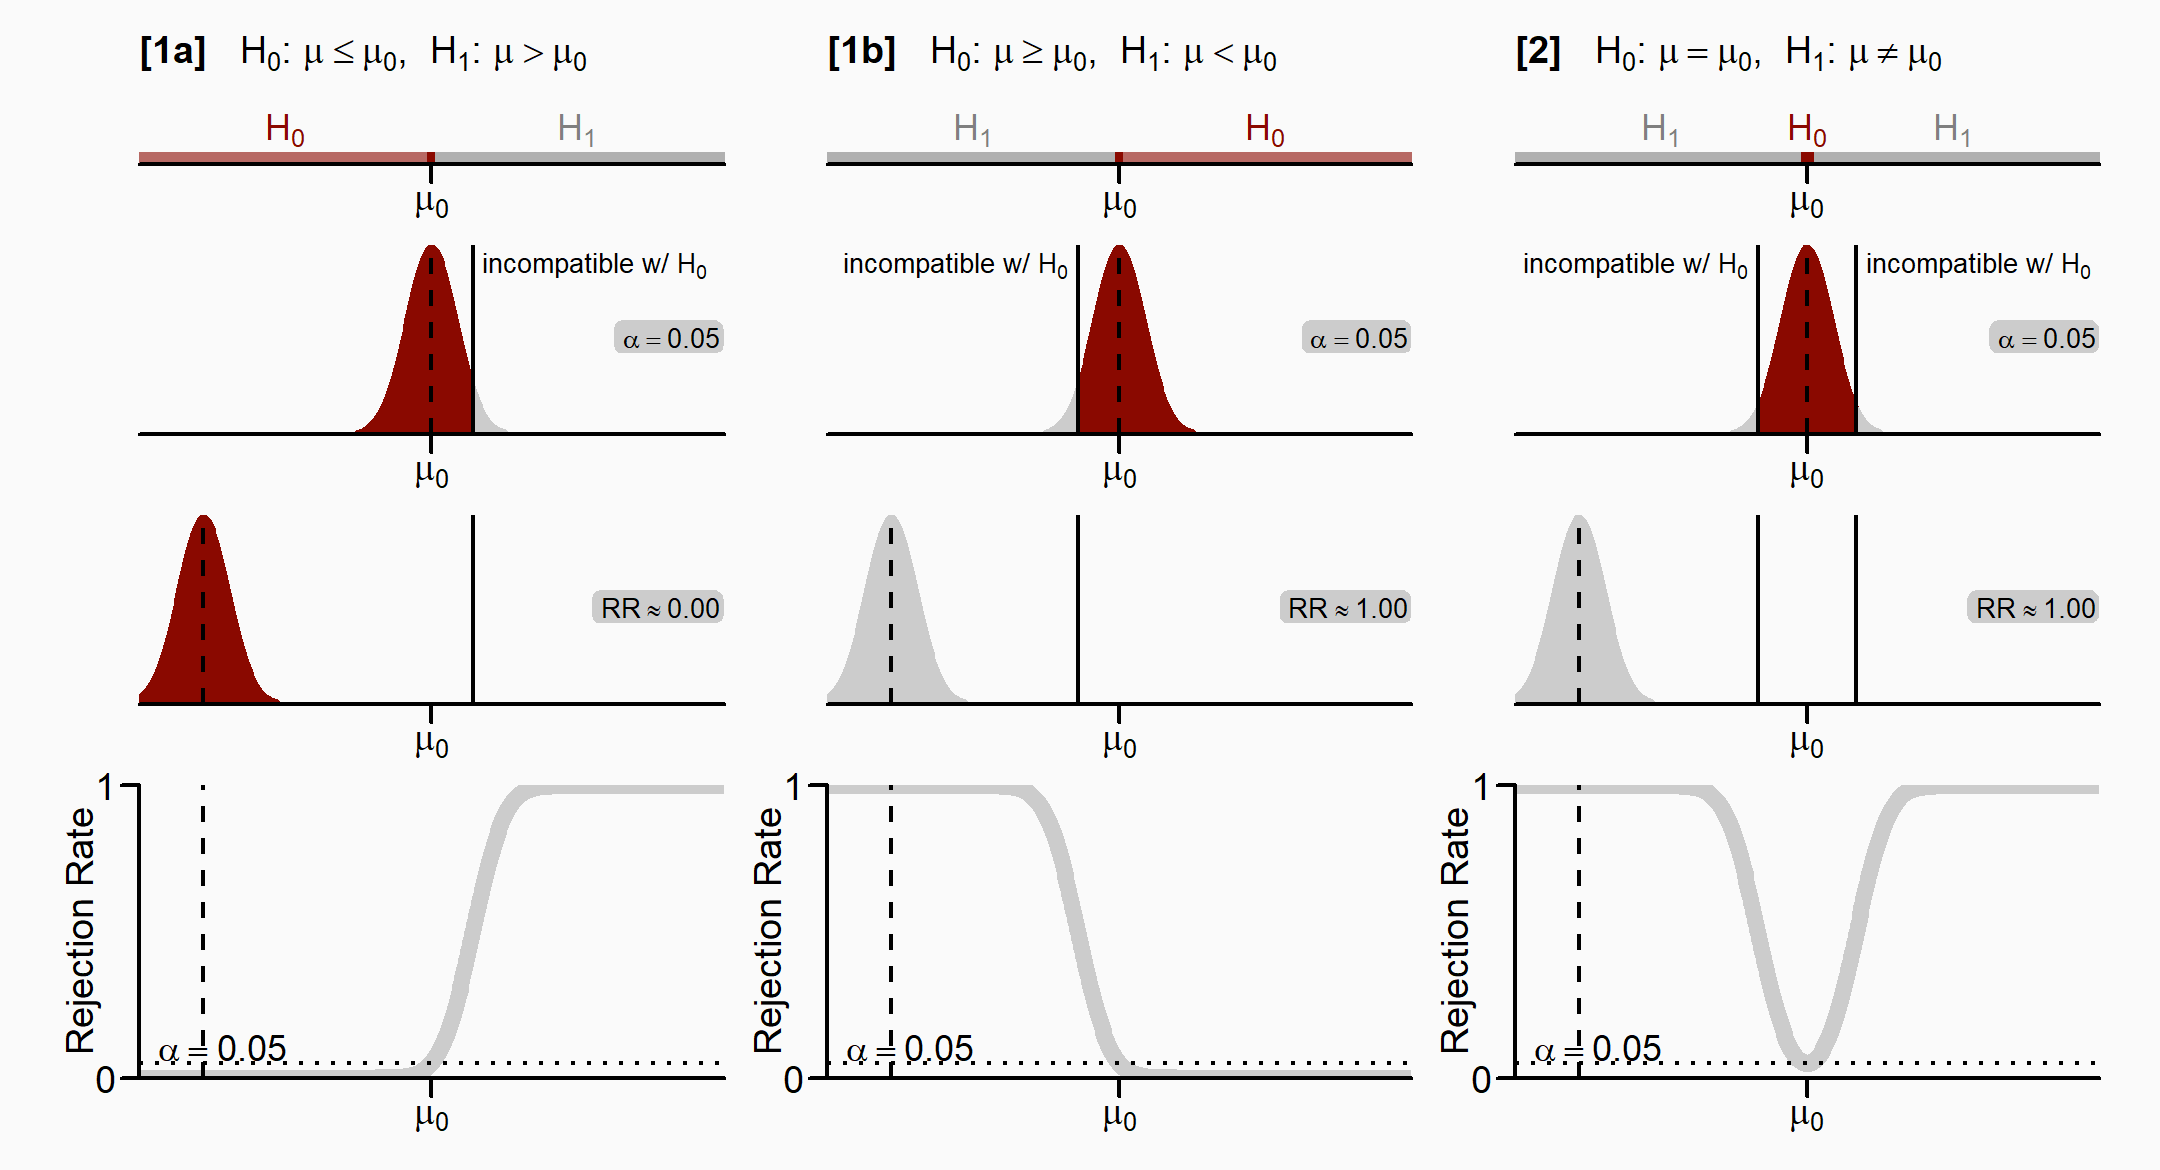 [1a] H₀: μ ≤ μ₀, H₁: μ > μ₀
H₀ H₁
μ₀
incompatible w/ H₀
α = 0.05
μ₀
RR ≈ 0.00
μ₀
1
Rejection Rate
α = 0.05
0
μ₀
[1b] H₀: μ ≥ μ₀, H₁: μ < μ₀
H₁ H₀
μ₀
incompatible w/ H₀
α = 0.05
μ₀
RR ≈ 1.00
μ₀
1
Rejection Rate
α = 0.05
0
μ₀
[2] H₀: μ = μ₀, H₁: μ ≠ μ₀
H₁ H₀ H₁
μ₀
incompatible w/ H₀ incompatible w/ H₀
α = 0.05
μ₀
RR ≈ 1.00
μ₀
1
Rejection Rate
α = 0.05
0
μ₀